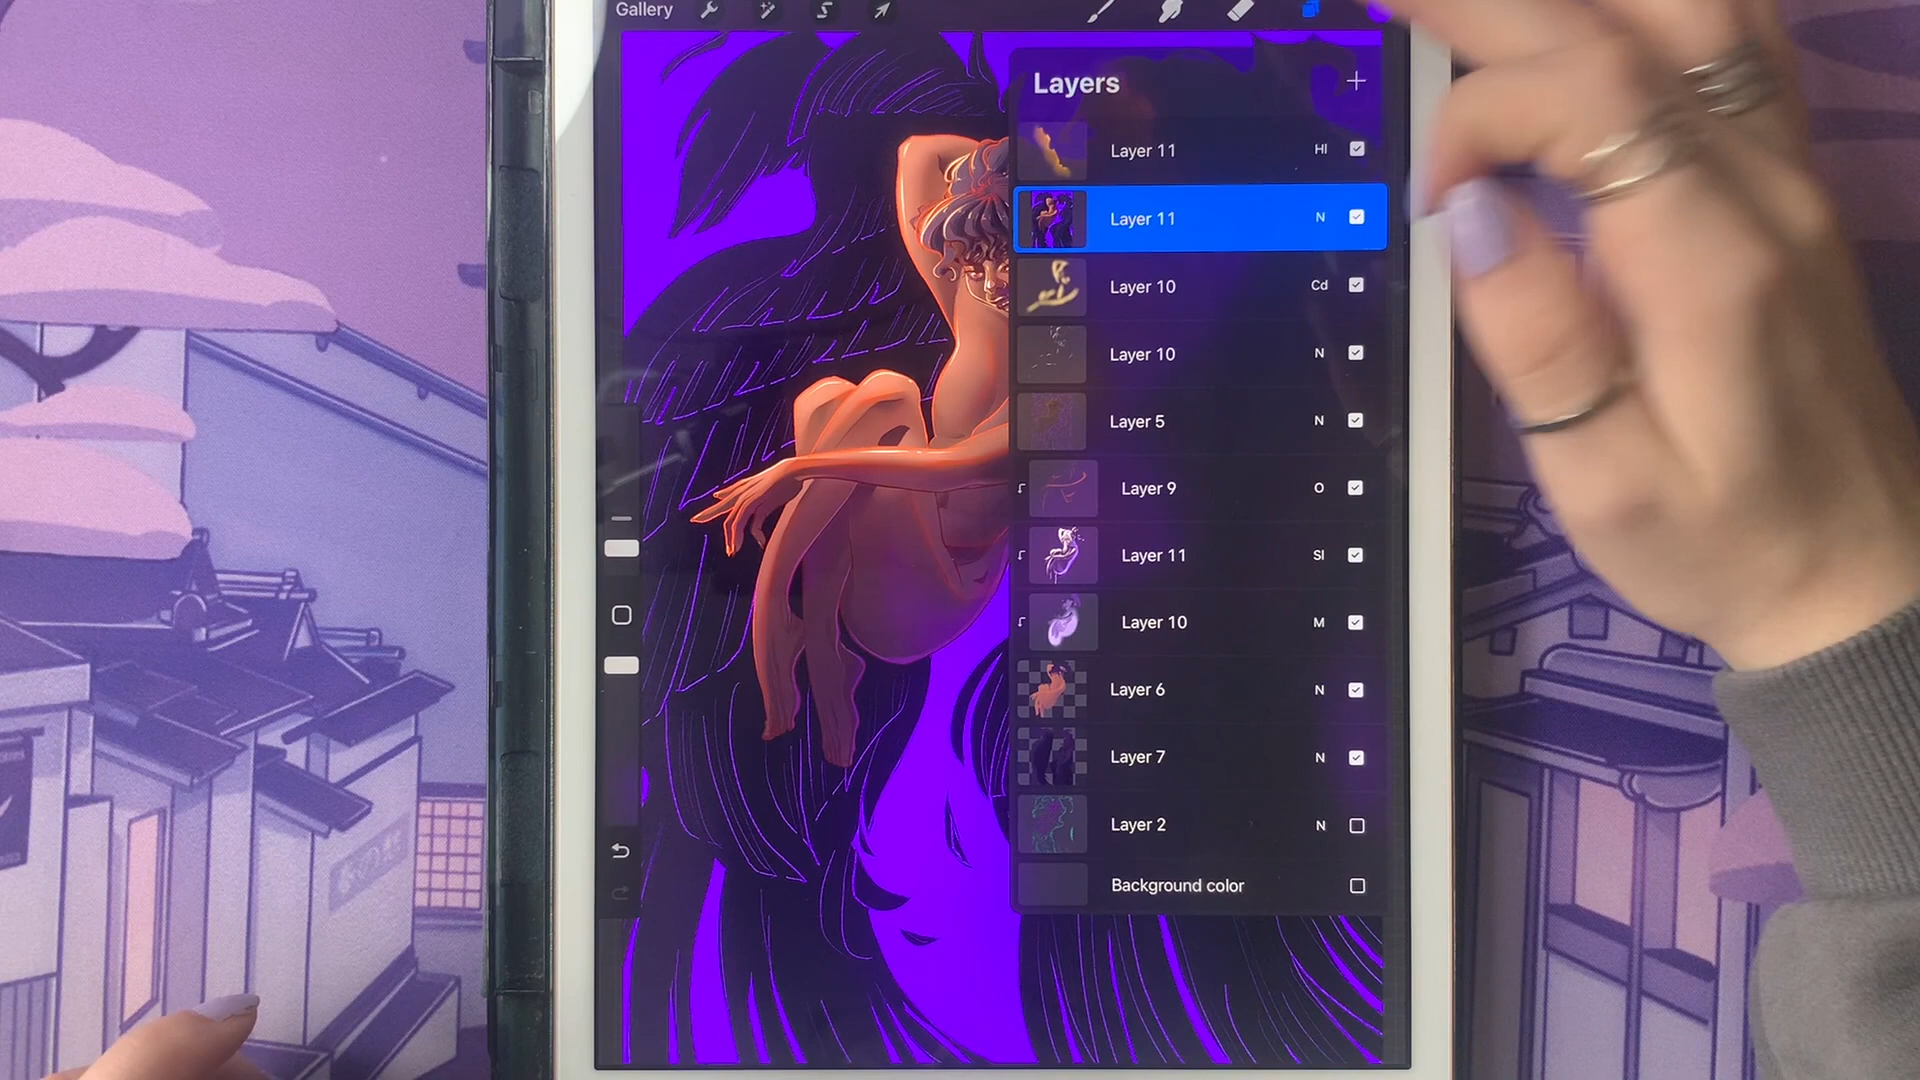 Gallery
Layers
Layer 11 Hl
Layer 11 N
Layer 10 Cd
Layer 10 N
Layer 5 N
Layer 9 O
Layer 11 Sl
Layer 10 M
Layer 6 N
Layer 7 N
Layer 2 N
Background color